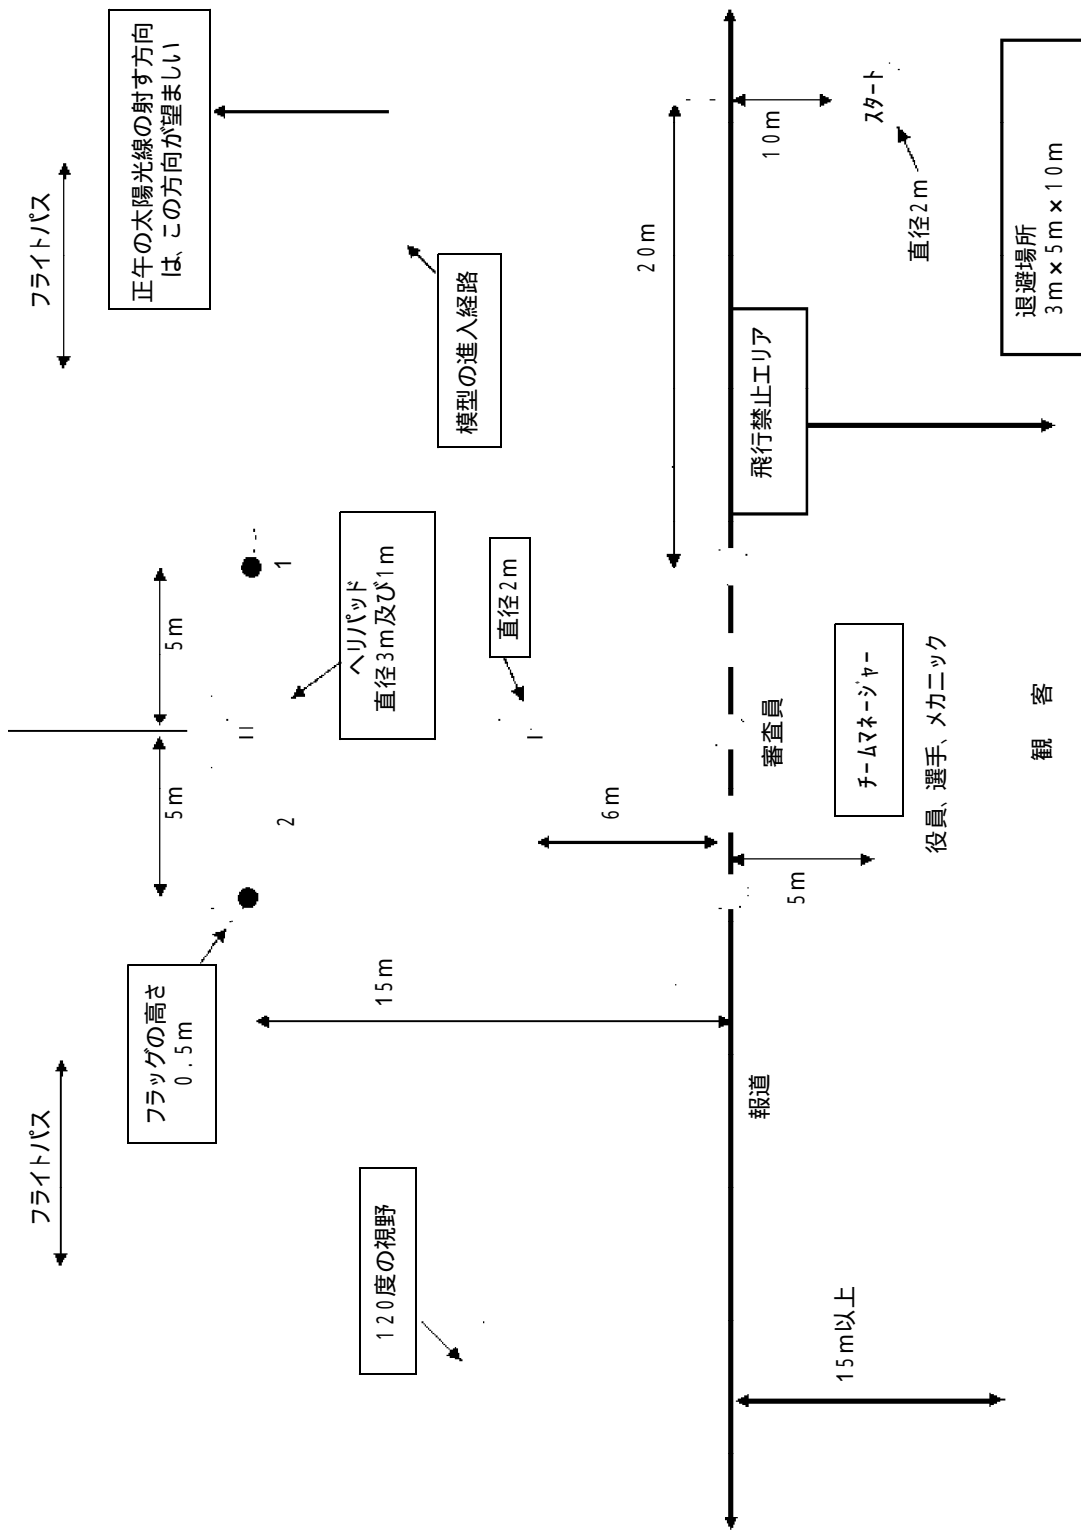 フライトパス
フライトパス
正午の太陽光線の射す方向
は、この方向が望ましい
フラッグの高さ
0.5m
5m
5m
1
2
ヘリパッド
直径3m及び1m
模型の進入経路
120度の視野
直径2m
15m
6m
20m
飛行禁止エリア
10m
スタート
直径2m
報道
審査員
5m
チームマネージャー
役員、選手、メカニック
15m以上
観 客
退避場所
3m×5m×10m